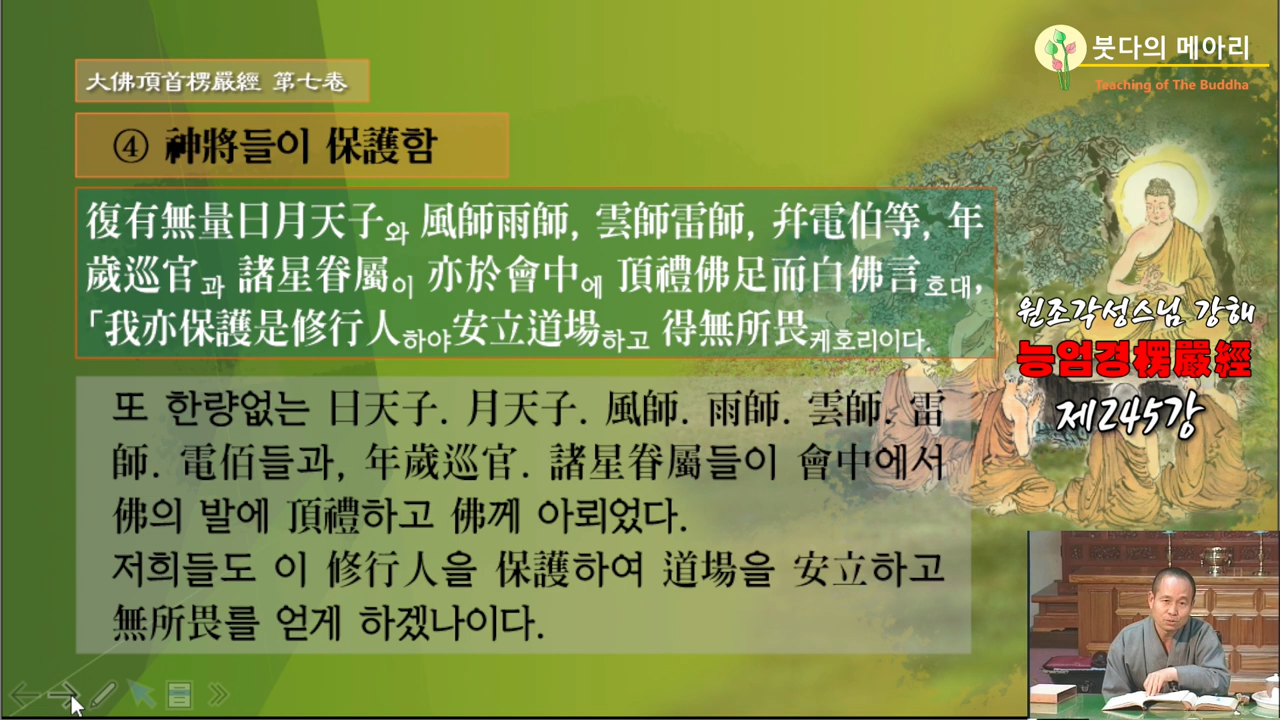 大佛頂首楞嚴經 第七卷
④ 神將들이 保護함
復有無量日月天子와 風師雨師, 雲師雷師, 幷電伯等, 年
歲巡官과 諸星眷屬이 亦於會中에 頂禮佛足而白佛言호대,
「我亦保護是修行人하야安立道場하고 得無所畏케호리이다.
또 한량없는 日天子. 月天子. 風師. 雨師. 雲師. 雷
師. 電佰들과, 年歲巡官. 諸星眷屬들이 會中에서
佛의 발에 頂禮하고 佛께 아뢰었다.
저희들도 이 修行人을 保護하여 道場을 安立하고
無所畏를 얻게 하겠나이다.
붓다의 메아리
Teaching of The Buddha
원조각성스님 강해
능엄경楞嚴經
제245강